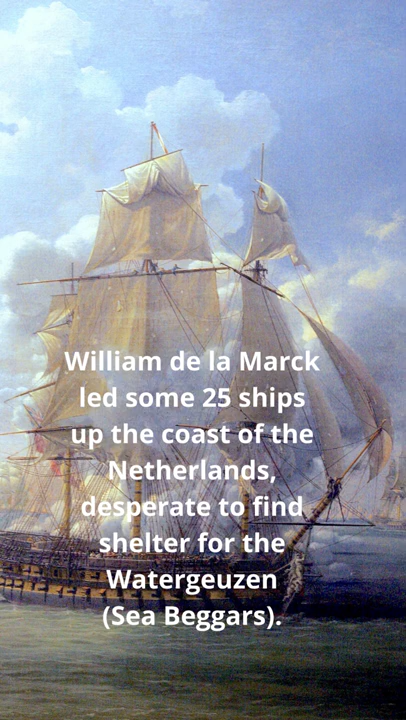 William de la Marck
led some 25 ships
up the coast of the
Netherlands,
desperate to find
shelter for the
Watergeuzen
(Sea Beggars).